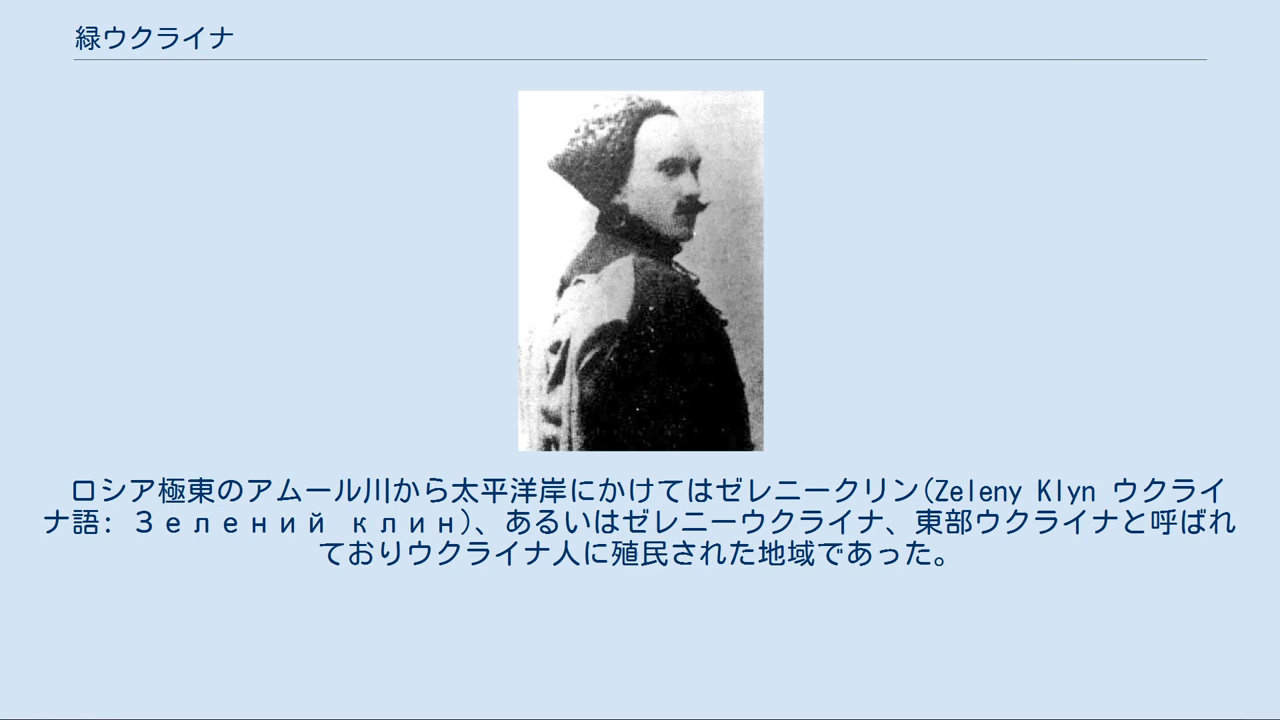 緑ウクライナ
ロシア極東のアムール川から太平洋岸にかけてはゼレニークリン(Zeleny Klyn ウクライ
ナ語: Зелений клин)、あるいはゼレニーウクライナ、東部ウクライナと呼ばれ
ておりウクライナ人に殖民された地域であった。